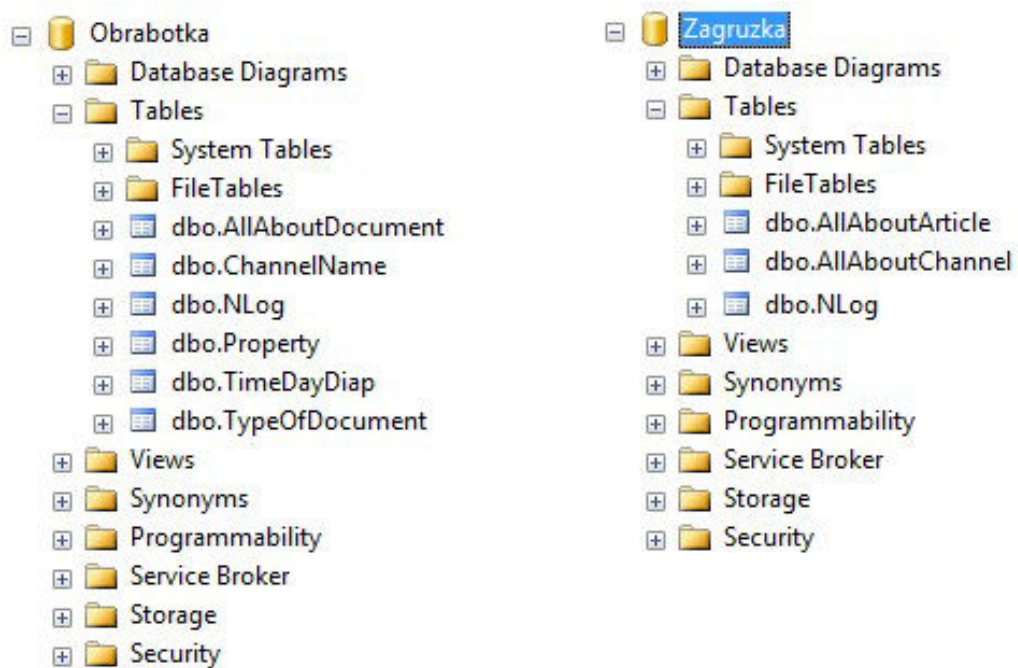 Obrabotka
Database Diagrams
Tables
System Tables
FileTables
dbo.AllAboutDocument
dbo.ChannelName
dbo.NLog
dbo.Property
dbo.TimeDayDiap
dbo.TypeOfDocument
Views
Synonyms
Programmability
Service Broker
Storage
Security
Zagruzka
Database Diagrams
Tables
System Tables
FileTables
dbo.AllAboutArticle
dbo.AllAboutChannel
dbo.NLog
Views
Synonyms
Programmability
Service Broker
Storage
Security